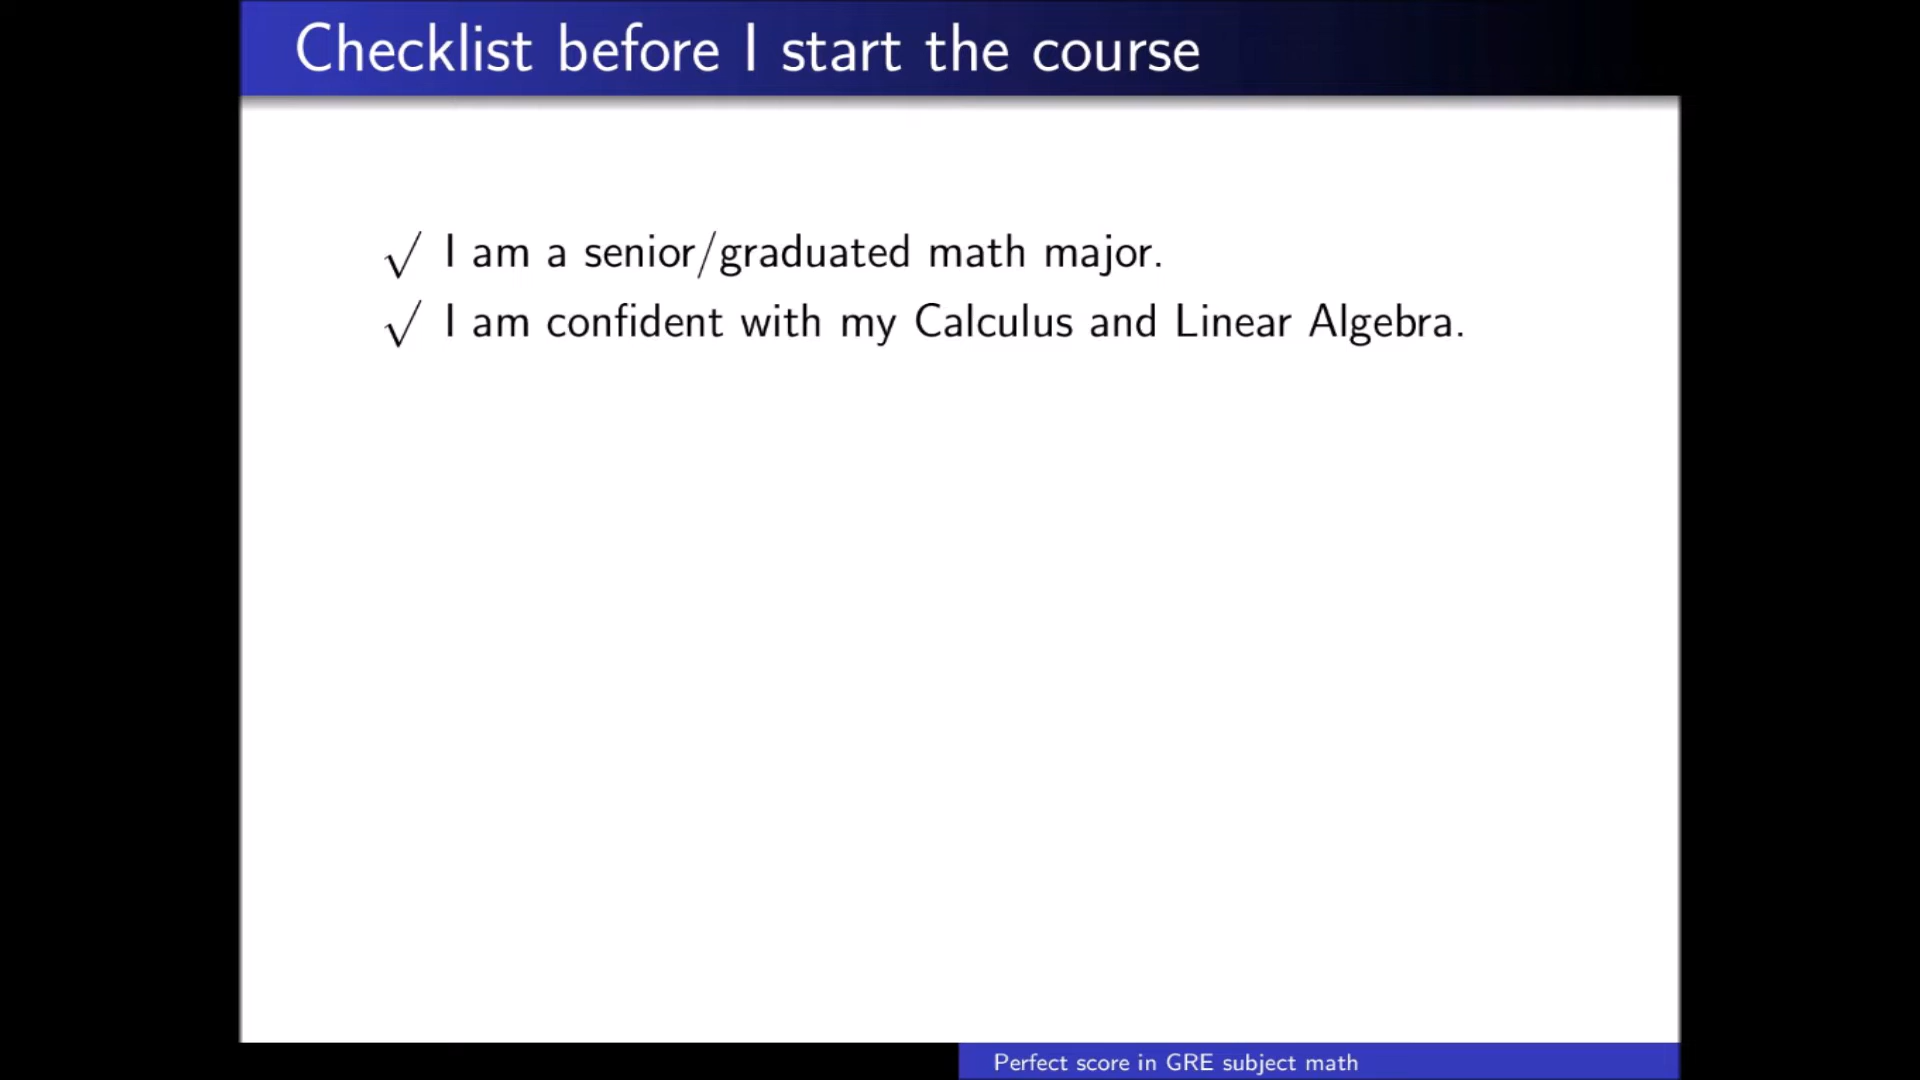 Checklist before I start the course
√ I am a senior/graduated math major.
√ I am confident with my Calculus and Linear Algebra.
Perfect score in GRE subject math